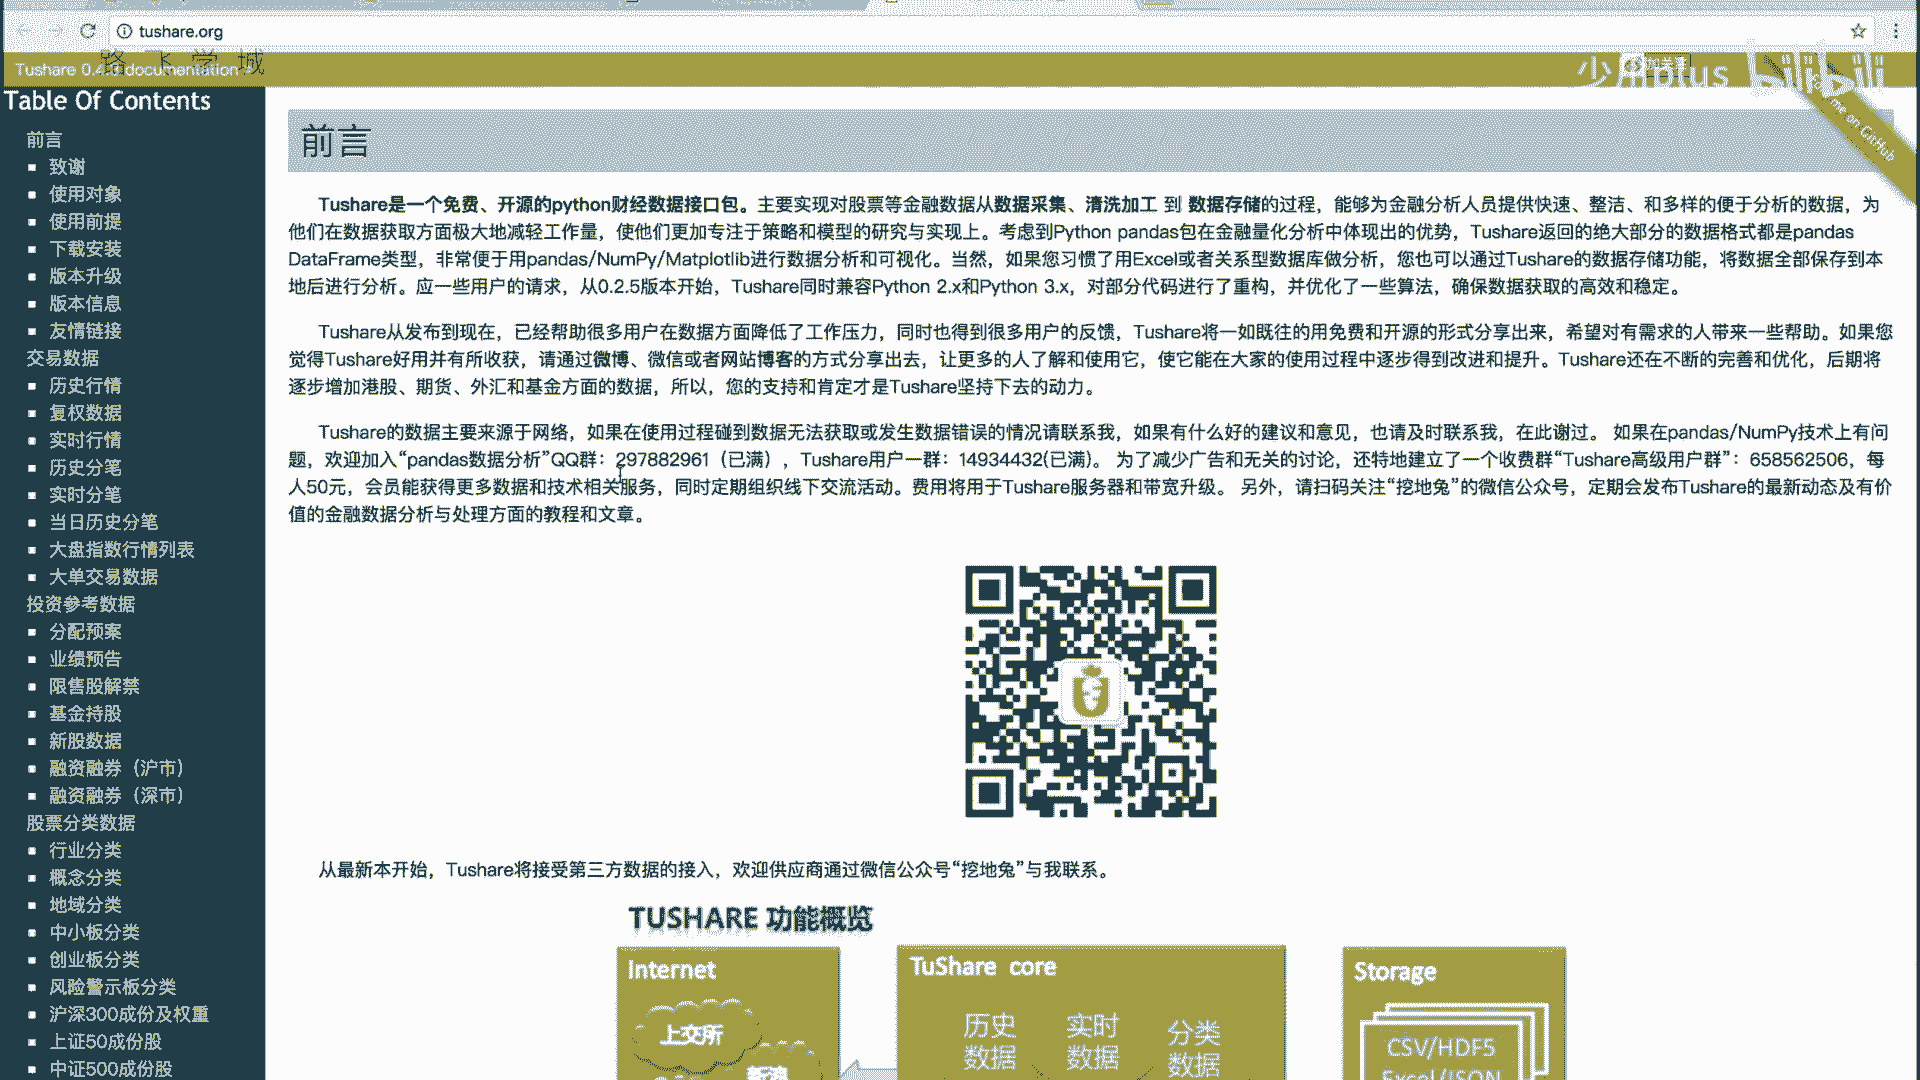 tushare.org
Tushare 0.4.3 documentation
路飞学城
少川plus bilibili
Table Of Contents
前言
致谢
使用对象
使用前提
下载安装
版本升级
版本信息
友情链接
交易数据
历史行情
复权数据
实时行情
历史分笔
实时分笔
当日历史分笔
大盘指数行情列表
大单交易数据
投资参考数据
分配预案
业绩预告
限售股解禁
基金持股
新股数据
融资融券（沪市）
融资融券（深市）
股票分类数据
行业分类
概念分类
地域分类
中小板分类
创业板分类
风险警示板分类
沪深300成份及权重
上证50成份股
中证500成份股
前言
Tushare是一个免费、开源的python财经数据接口包。主要实现对股票等金融数据从数据采集、清洗加工 到 数据存储的过程，能够为金融分析人员提供快速、整洁、和多样的便于分析的数据，为
他们在数据获取方面极大地减轻工作量，使他们更加专注于策略和模型的研究与实现上。考虑到Python pandas包在金融量化分析中体现出的优势，Tushare返回的绝大部分的数据格式都是pandas
DataFrame类型，非常便于用pandas/NumPy/Matplotlib进行数据分析和可视化。当然，如果您习惯了用Excel或者关系型数据库做分析，您也可以通过Tushare的数据存储功能，将数据全部保存到本
地后进行分析。应一些用户的请求，从0.2.5版本开始，Tushare同时兼容Python 2.x和Python 3.x，对部分代码进行了重构，并优化了一些算法，确保数据获取的高效和稳定。
Tushare从发布到现在，已经帮助很多用户在数据方面降低了工作压力，同时也得到很多用户的反馈，Tushare将一如既往的用免费和开源的形式分享出来，希望对有需求的人带来一些帮助。如果您
觉得Tushare好用并有所收获，请通过微博、微信或者网站博客的方式分享出去，让更多的人了解和使用它，使它能在大家的使用过程中逐步得到改进和提升。Tushare还在不断的完善和优化，后期将
逐步增加港股、期货、外汇和基金方面的数据，所以，您的支持和肯定才是Tushare坚持下去的动力。
Tushare的数据主要来源于网络，如果在使用过程碰到数据无法获取或发生数据错误的情况请联系我，如果有什么好的建议和意见，也请及时联系我，在此谢过。 如果在pandas/NumPy技术上有问
题，欢迎加入“pandas数据分析”QQ群：297882961（已满），Tushare用户一群：14934432(已满)。 为了减少广告和无关的讨论，还特地建立了一个收费群“Tushare高级用户群”：658562506，每
人50元，会员能获得更多数据和技术相关服务，同时定期组织线下交流活动。费用将用于Tushare服务器和带宽升级。 另外，请扫码关注“挖地兔”的微信公众号，定期会发布Tushare的最新动态及有价
值的金融数据分析与处理方面的教程和文章。
从最新本开始，Tushare将接受第三方数据的接入，欢迎供应商通过微信公众号“挖地兔”与我联系。
TUSHARE 功能概览
Internet
上交所
TuShare core
历史
数据
实时
数据
分类
数据
Storage
CSV/HDF5
Excel/JSON